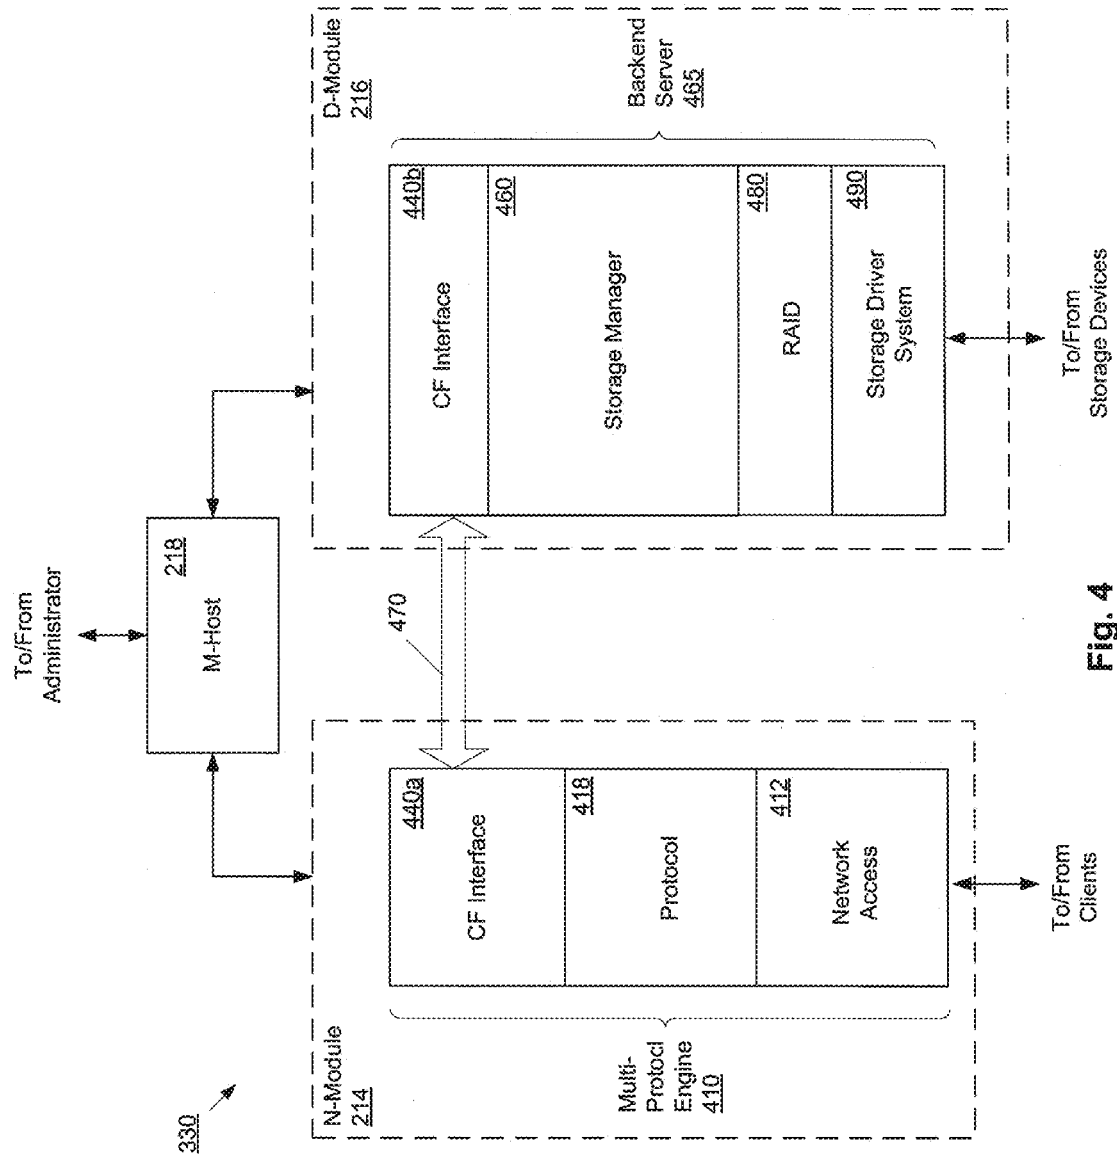 330
To/From
Administrator
M-Host
218
N-Module
214
D-Module
216
Multi-
Protocl
Engine
410
CF Interface
440a
Protocol
418
Network
Access
412
470
CF Interface
440b
Storage Manager
460
RAID
480
Storage Driver
System
490
Backend
Server
465
To/From
Clients
To/From
Storage Devices
Fig. 4